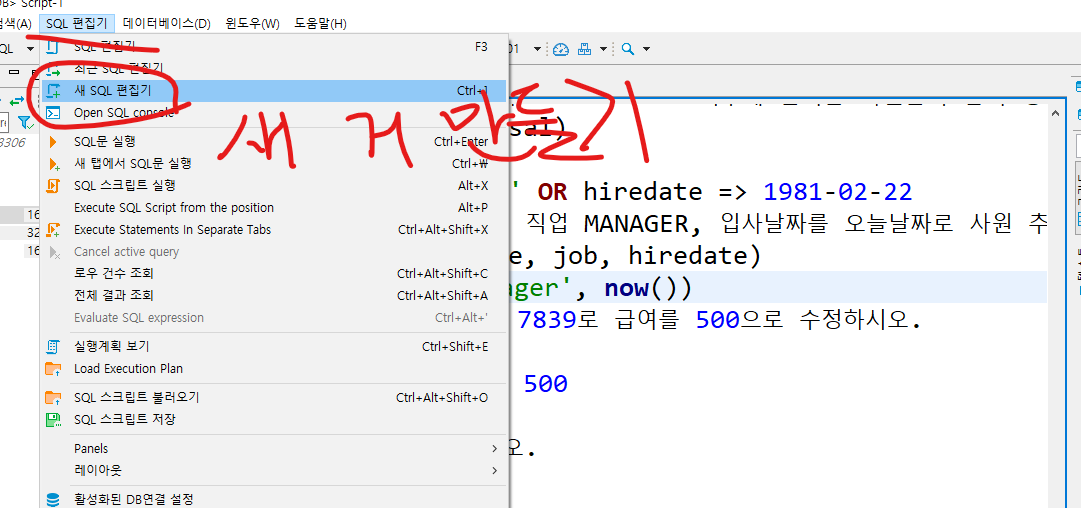 DB> Script-1
검색(A) SQL 편집기 데이터베이스(D) 윈도우(W) 도움말(H)
SQL 편집기 F3
최근 SQL 편집기
새 SQL 편집기 Ctrl+]
Open SQL console
새 거 만들기
3306
sal)
SQL문 실행 Ctrl+Enter
새 탭에서 SQL문 실행 Ctrl+₩
SQL 스크립트 실행 Alt+X
' OR hiredate => 1981-02-22
Execute SQL Script from the position Alt+P
16
Execute Statements In Separate Tabs Ctrl+Alt+Shift+X
직업 MANAGER, 입사날짜를 오늘날짜로 사원 추
32
Cancel active query
e, job, hiredate)
16
로우 건수 조회 Ctrl+Alt+Shift+C
전체 결과 조회 Ctrl+Alt+Shift+A
ager', now())
Evaluate SQL expression Ctrl+Alt+'
7839로 급여를 500으로 수정하시오.
실행계획 보기 Ctrl+Shift+E
Load Execution Plan
500
SQL 스크립트 불러오기 Ctrl+Alt+Shift+O
SQL 스크립트 저장
Panels
오.
레이아웃
활성화된 DB연결 설정